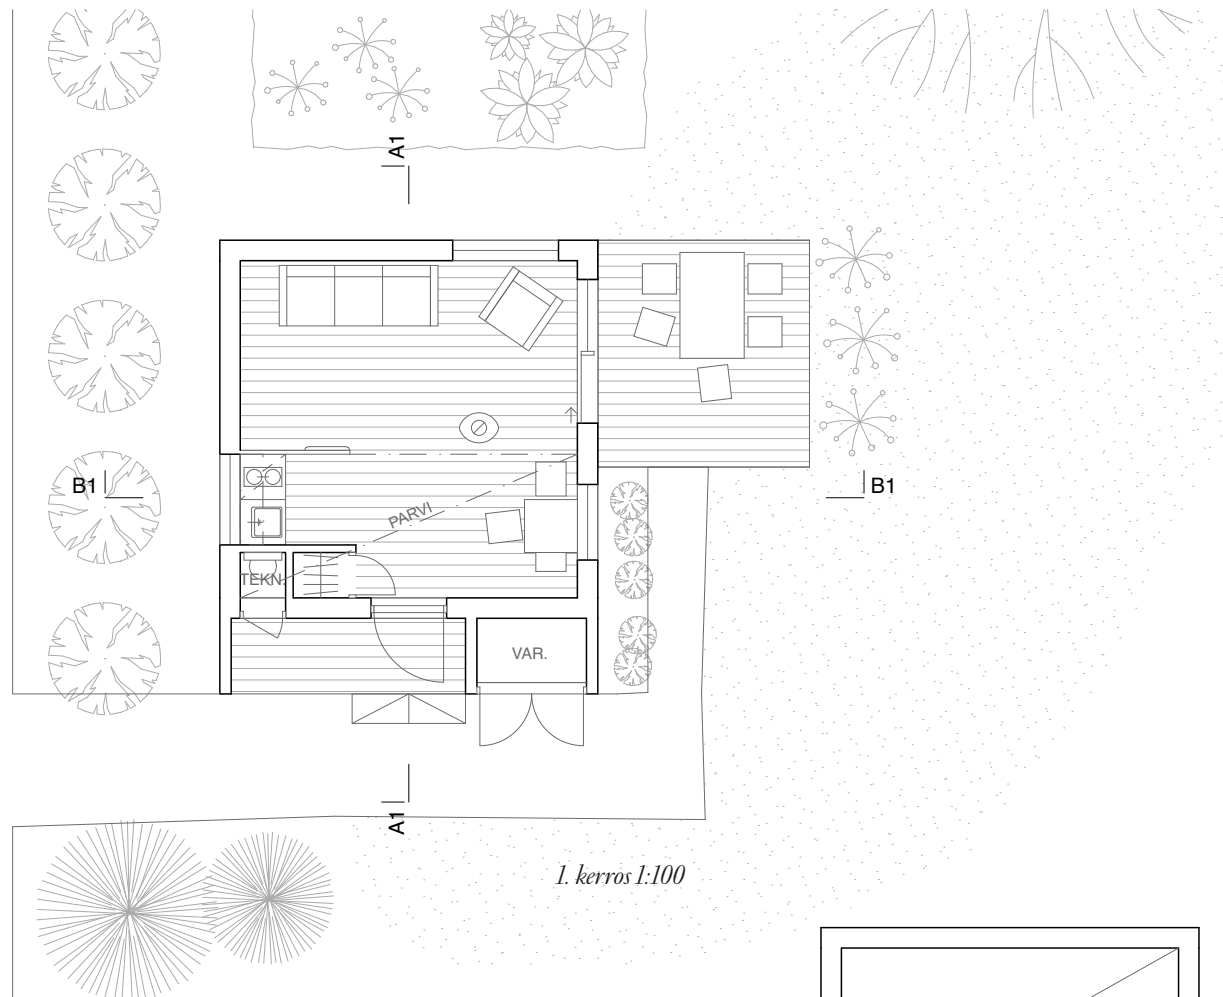 A1
B1
B1
PARVI
TEKN.
VAR.
A1
1. kerros 1:100